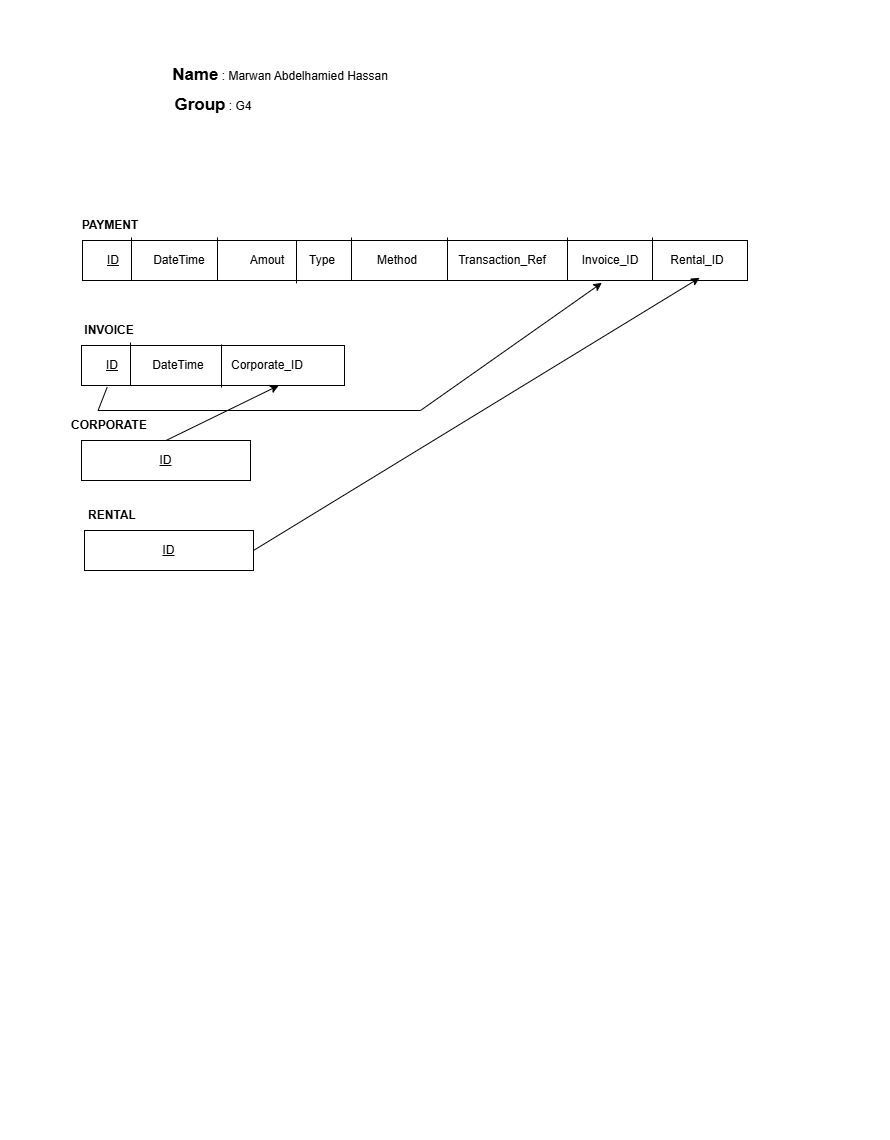 Name : Marwan Abdelhamied Hassan
Group : G4
PAYMENT
ID DateTime Amout Type Method Transaction_Ref Invoice_ID Rental_ID
INVOICE
ID DateTime Corporate_ID
CORPORATE
ID
RENTAL
ID